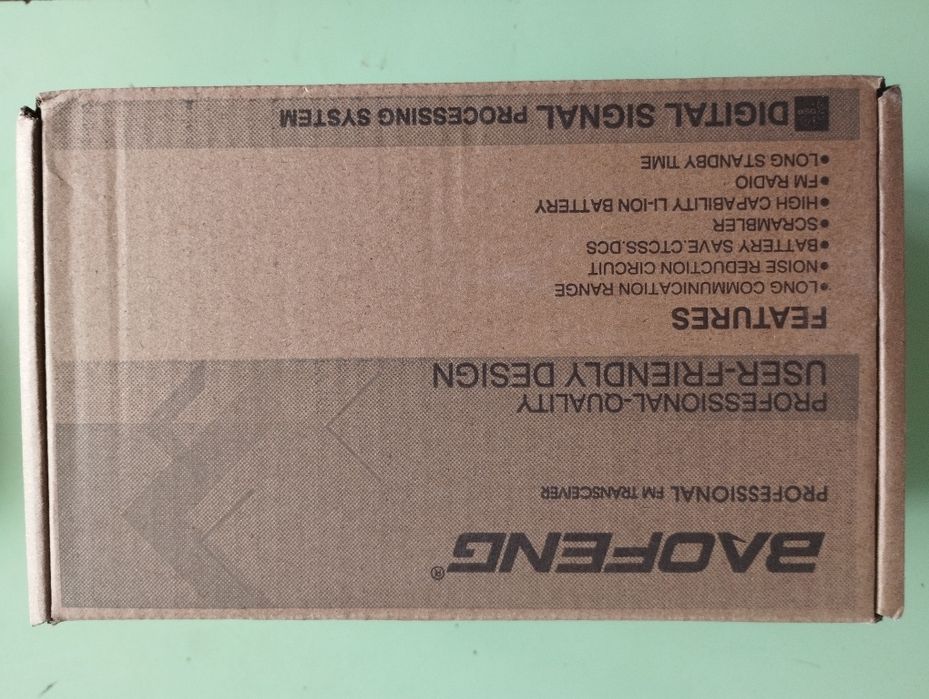 BAOFENG®
PROFESSIONAL FM TRANSCEIVER
PROFESSIONAL-QUALITY
USER-FRIENDLY DESIGN
FEATURES
●LONG COMMUNICATION RANGE
●NOISE REDUCTION CIRCUIT
●BATTERY SAVE.CTCSS.DCS
●SCRAMBLER
●HIGH CAPABILITY LI-ION BATTERY
●FM RADIO
●LONG STANDBY TIME
DIGITAL SIGNAL PROCESSING SYSTEM